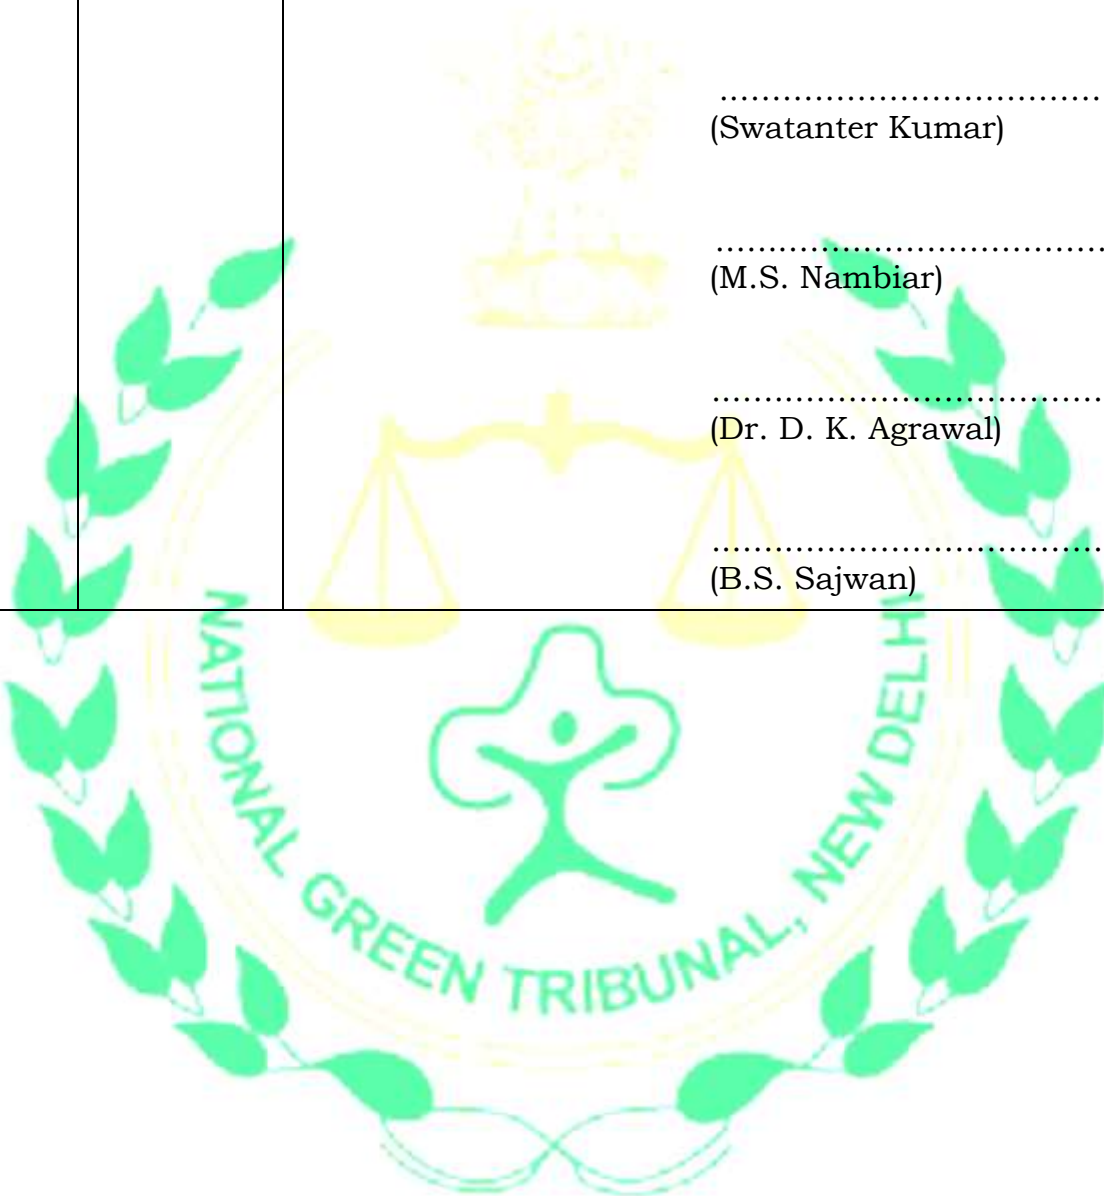 ....................................
(Swatanter Kumar)
....................................
(M.S. Nambiar)
....................................
(Dr. D. K. Agrawal)
....................................
(B.S. Sajwan)
NATIONAL GREEN TRIBUNAL, NEW DELHI